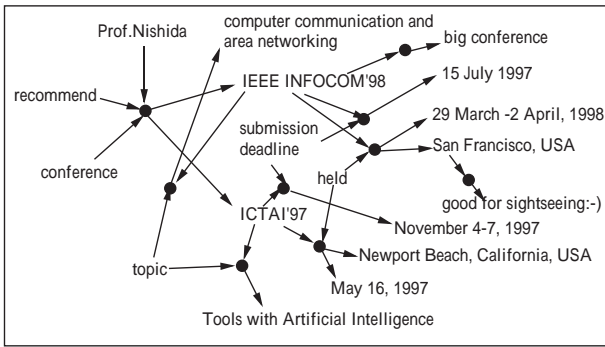 Prof.Nishida
computer communication and
area networking
big conference
IEEE INFOCOM'98
15 July 1997
recommend
29 March -2 April, 1998
submission
deadline
San Francisco, USA
conference
held
good for sightseeing:-)
ICTAI'97
November 4-7, 1997
Newport Beach, California, USA
topic
May 16, 1997
Tools with Artificial Intelligence